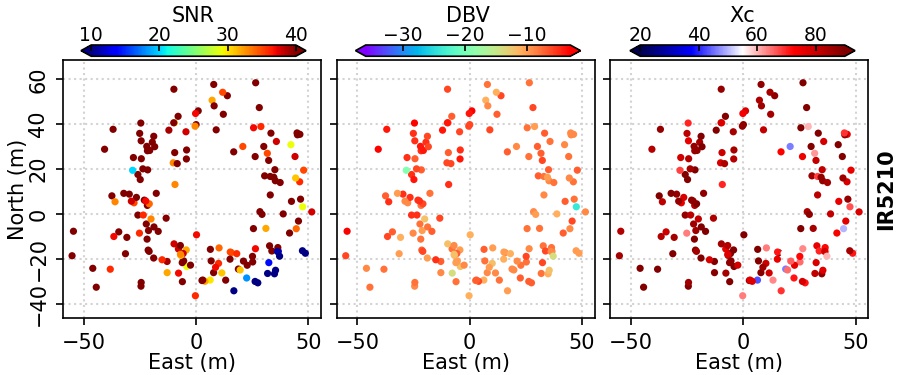 SNR DBV Xc
10 20 30 40 −30 −20 −10 20 40 60 80
60
40
20
0
−20
−40
North (m)
−50 0 50 −50 0 50 −50 0 50
East (m) East (m) East (m)
IR5210